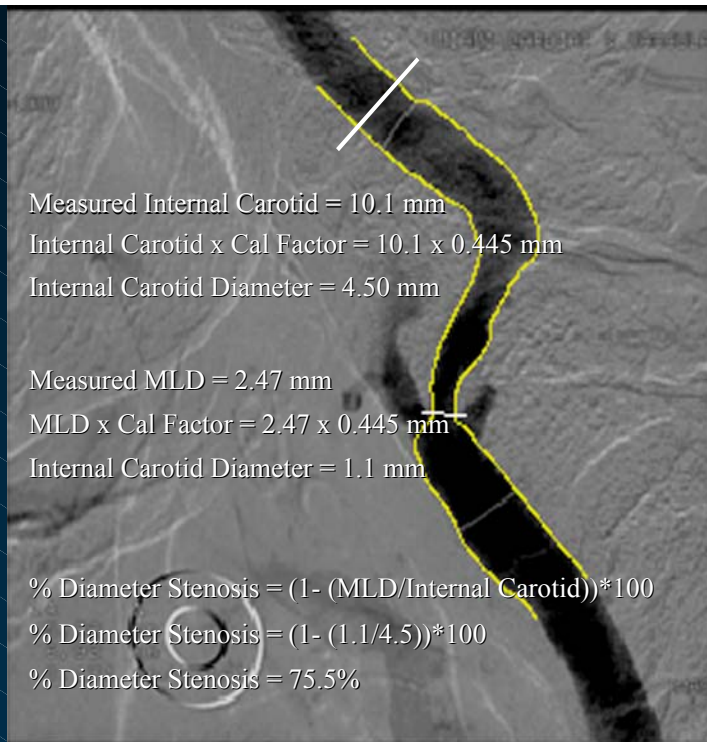 Measured Internal Carotid = 10.1 mm
Internal Carotid x Cal Factor = 10.1 x 0.445 mm
Internal Carotid Diameter = 4.50 mm
Measured MLD = 2.47 mm
MLD x Cal Factor = 2.47 x 0.445 mm
Internal Carotid Diameter = 1.1 mm
% Diameter Stenosis = (1- (MLD/Internal Carotid))*100
% Diameter Stenosis = (1- (1.1/4.5))*100
% Diameter Stenosis = 75.5%